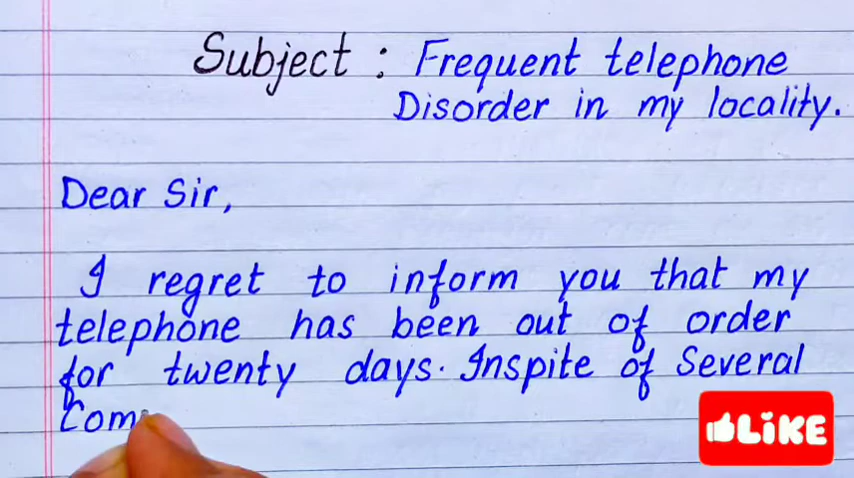 Subject : Frequent telephone
Disorder in my locality.
Dear Sir,
I regret to inform you that my
telephone has been out of order
for twenty days. Inspite of Several
Com
LIKE